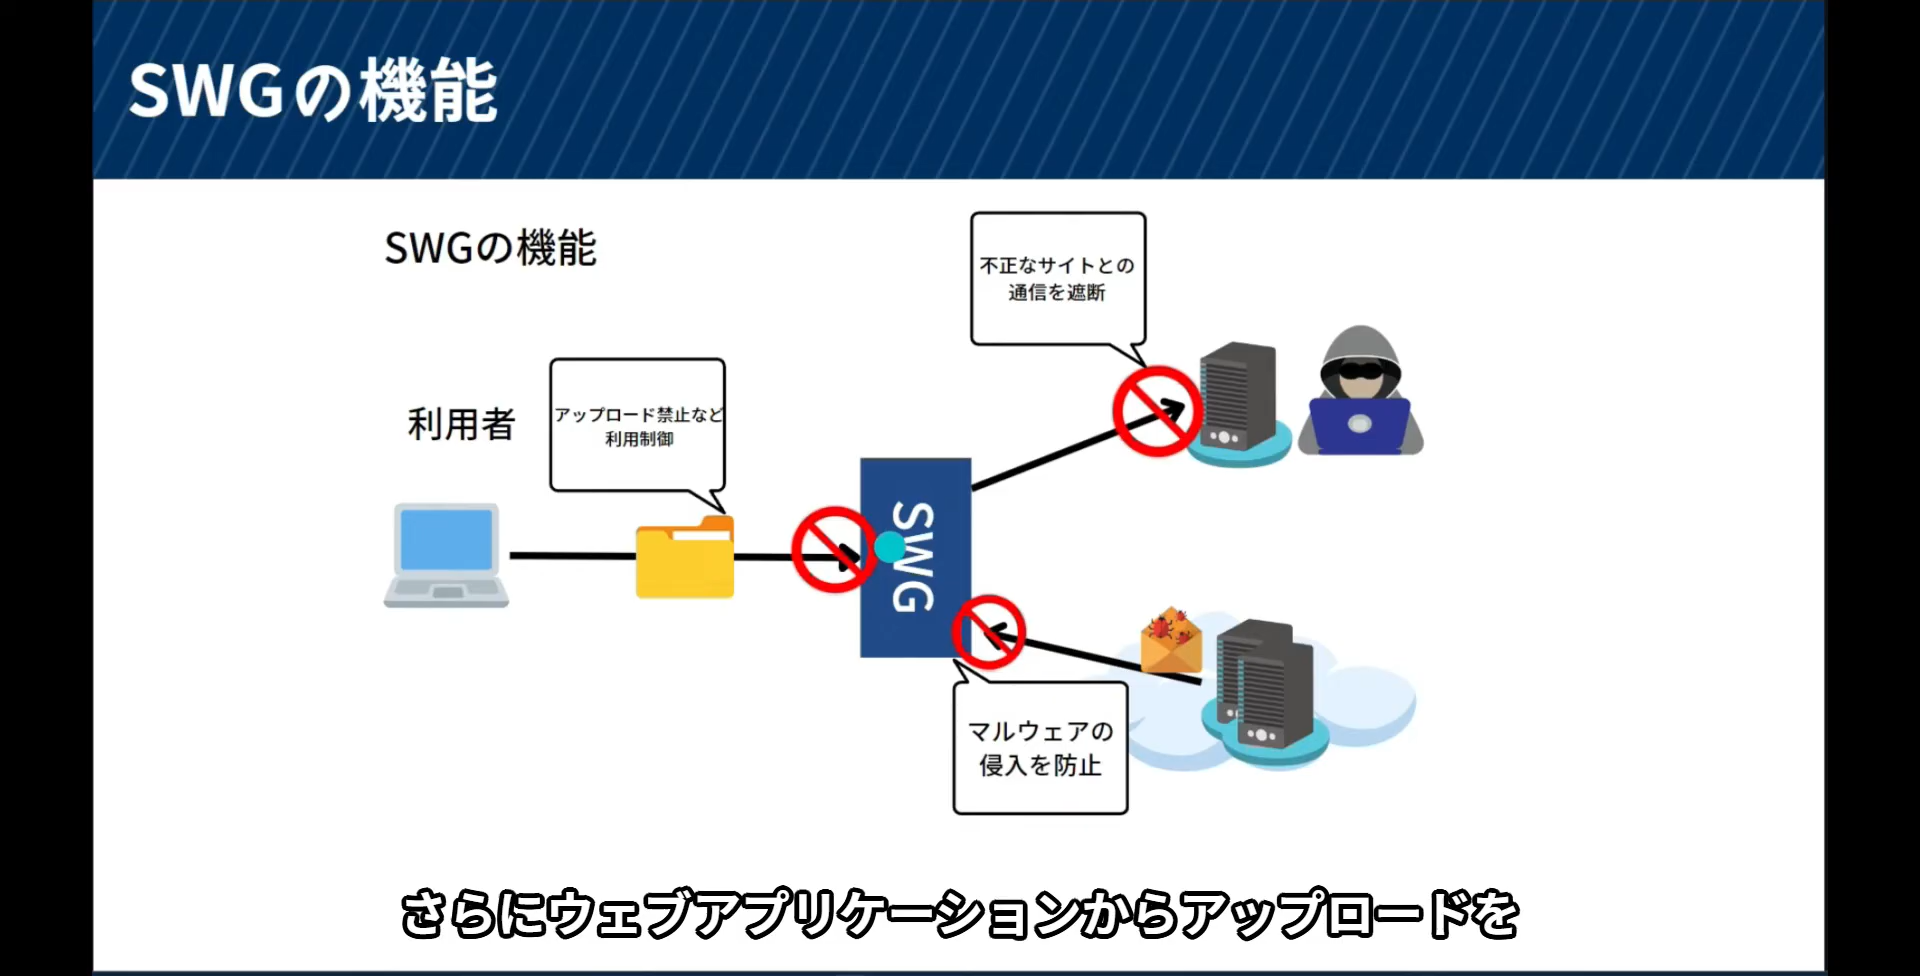 SWGの機能
SWGの機能
不正なサイトとの
通信を遮断
利用者
アップロード禁止など
利用制御
SWG
マルウェアの
侵入を防止
さらにウェブアプリケーションからアップロードを